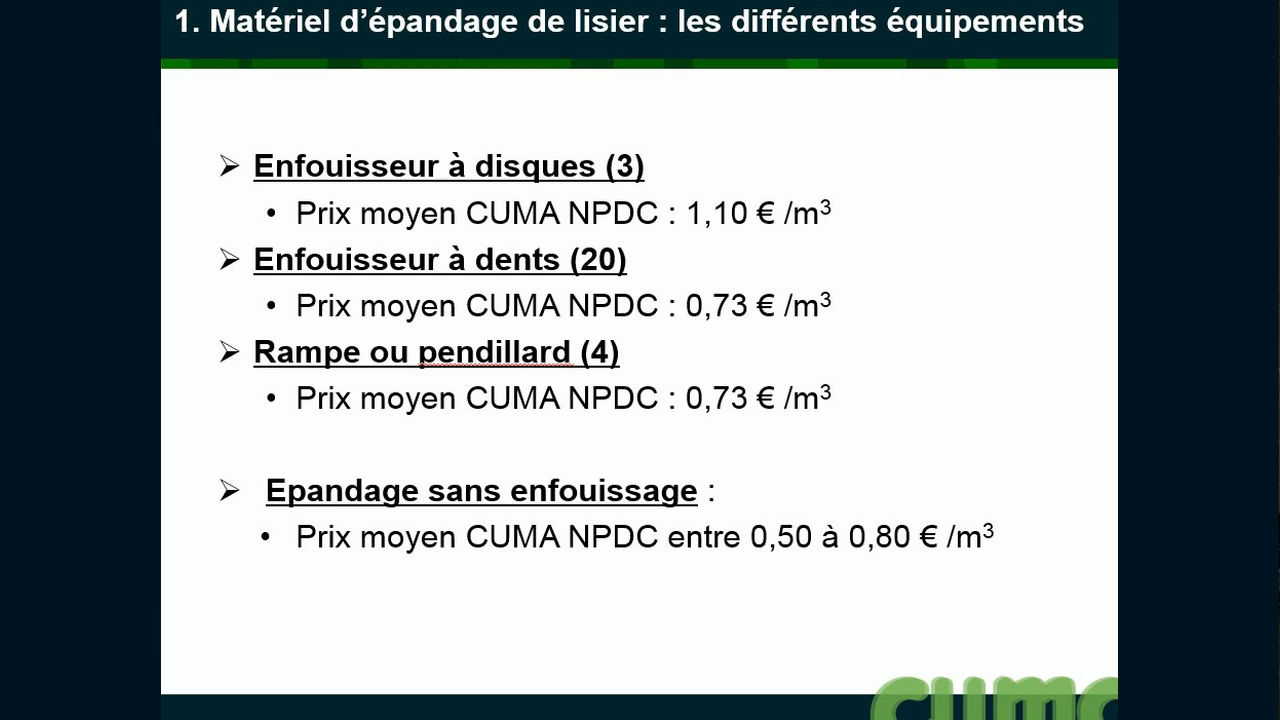 1. Matériel d’épandage de lisier : les différents équipements
➢ Enfouisseur à disques (3)
• Prix moyen CUMA NPDC : 1,10 € /m³
➢ Enfouisseur à dents (20)
• Prix moyen CUMA NPDC : 0,73 € /m³
➢ Rampe ou pendillard (4)
• Prix moyen CUMA NPDC : 0,73 € /m³
➢ Epandage sans enfouissage :
• Prix moyen CUMA NPDC entre 0,50 à 0,80 € /m³
cuma